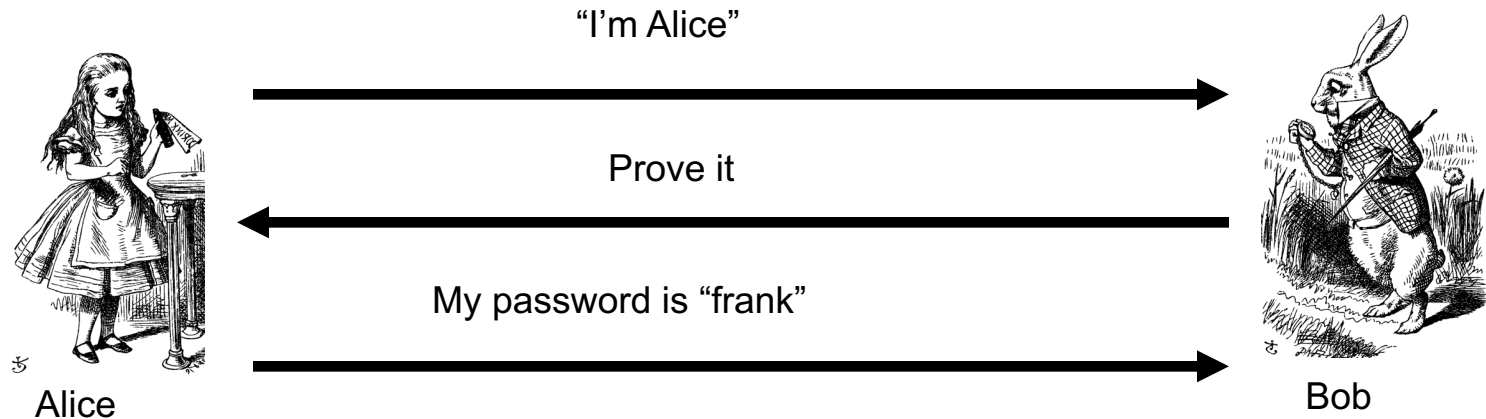 “I’m Alice”
Prove it
My password is “frank”
Alice
Bob